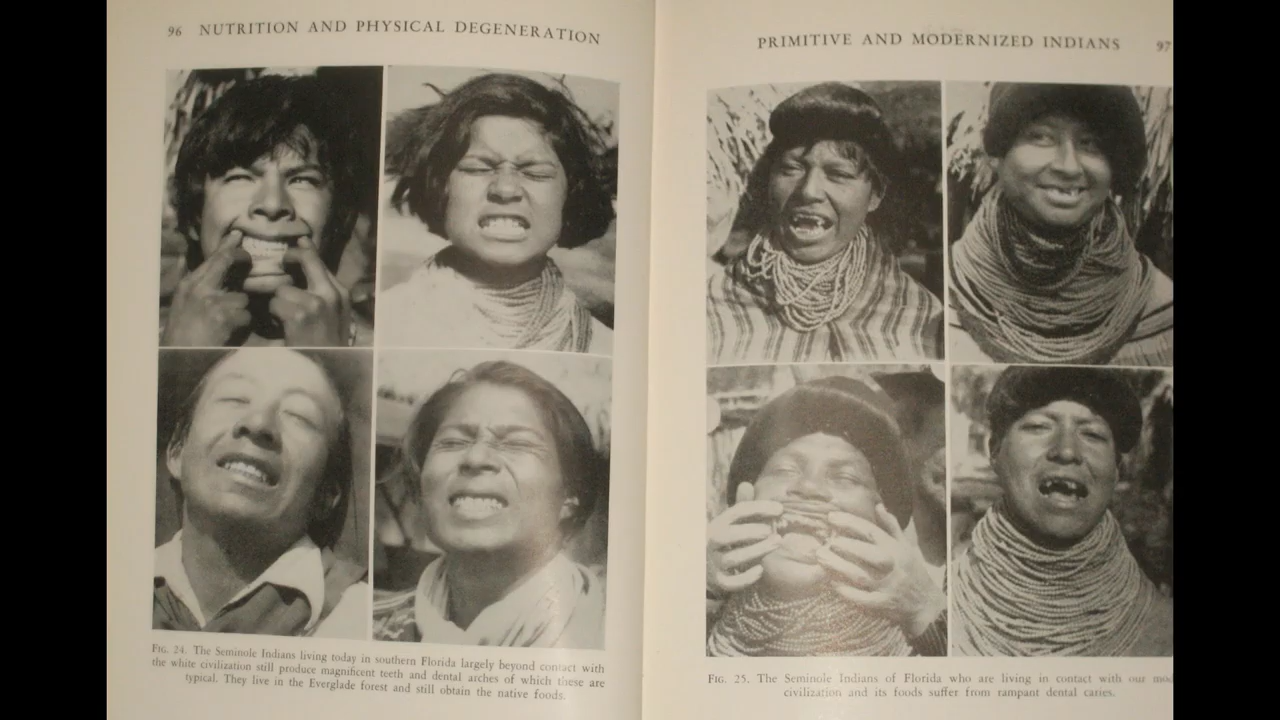 96 NUTRITION AND PHYSICAL DEGENERATION
FIG. 24. The Seminole Indians living today in southern Florida largely beyond contact with
the white civilization still produce magnificent teeth and dental arches of which these are
typical. They live in the Everglade forest and still obtain the native foods.
PRIMITIVE AND MODERNIZED INDIANS 97
FIG. 25. The Seminole Indians of Florida who are living in contact with our
civilization and its foods suffer from rampant dental caries.